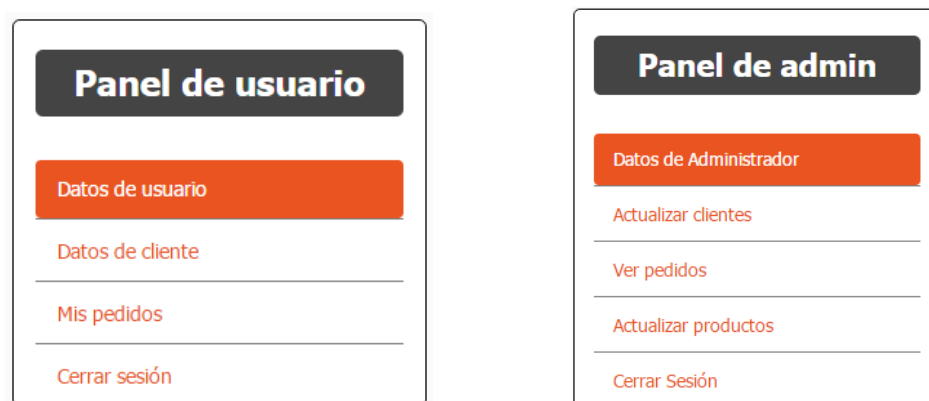 Panel de usuario
Datos de usuario
Datos de cliente
Mis pedidos
Cerrar sesión
Panel de admin
Datos de Administrador
Actualizar clientes
Ver pedidos
Actualizar productos
Cerrar Sesión